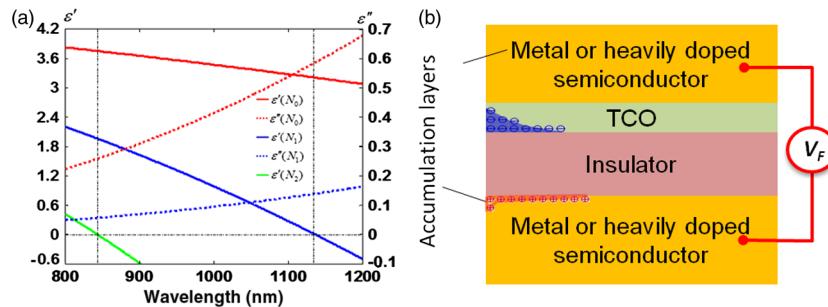 (a)
ε′
ε″
4.2
3.6
3
2.4
1.8
1.2
0.6
0
-0.6
0.7
0.6
0.5
0.4
0.3
0.2
0.1
0
-0.1
ε′(N₀)
ε″(N₀)
ε′(N₁)
ε″(N₁)
ε′(N₂)
800 900 1000 1100 1200
Wavelength (nm)
(b)
Accumulation layers
Metal or heavily doped
semiconductor
TCO
Insulator
Metal or heavily doped
semiconductor
V_F